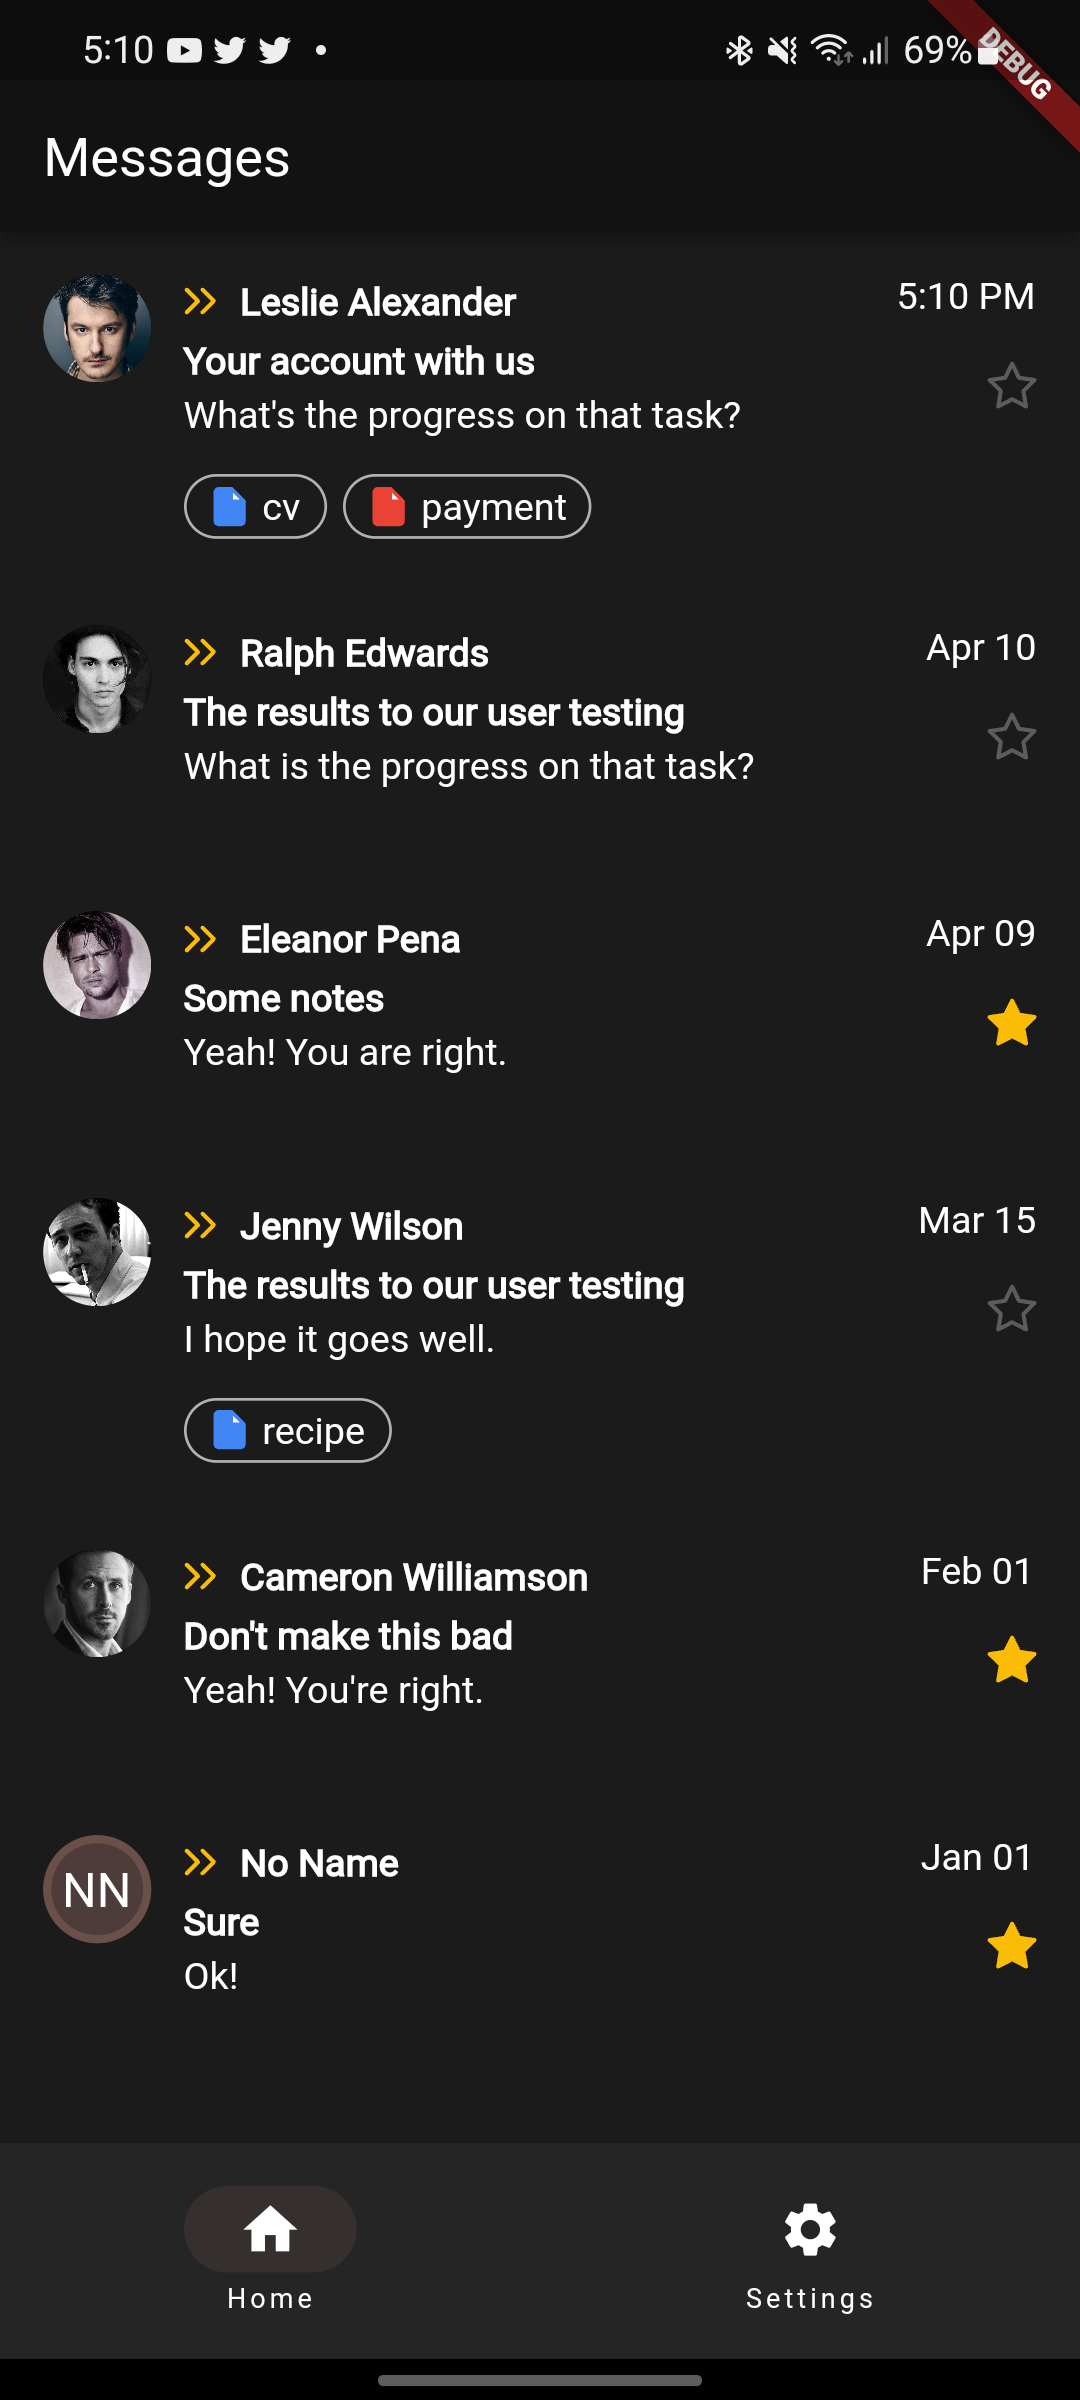 5:10 69%
DEBUG
Messages
Leslie Alexander 5:10 PM
Your account with us
What's the progress on that task?
cv payment
Ralph Edwards Apr 10
The results to our user testing
What is the progress on that task?
Eleanor Pena Apr 09
Some notes
Yeah! You are right.
Jenny Wilson Mar 15
The results to our user testing
I hope it goes well.
recipe
Cameron Williamson Feb 01
Don't make this bad
Yeah! You're right.
NN No Name Jan 01
Sure
Ok!
Home Settings